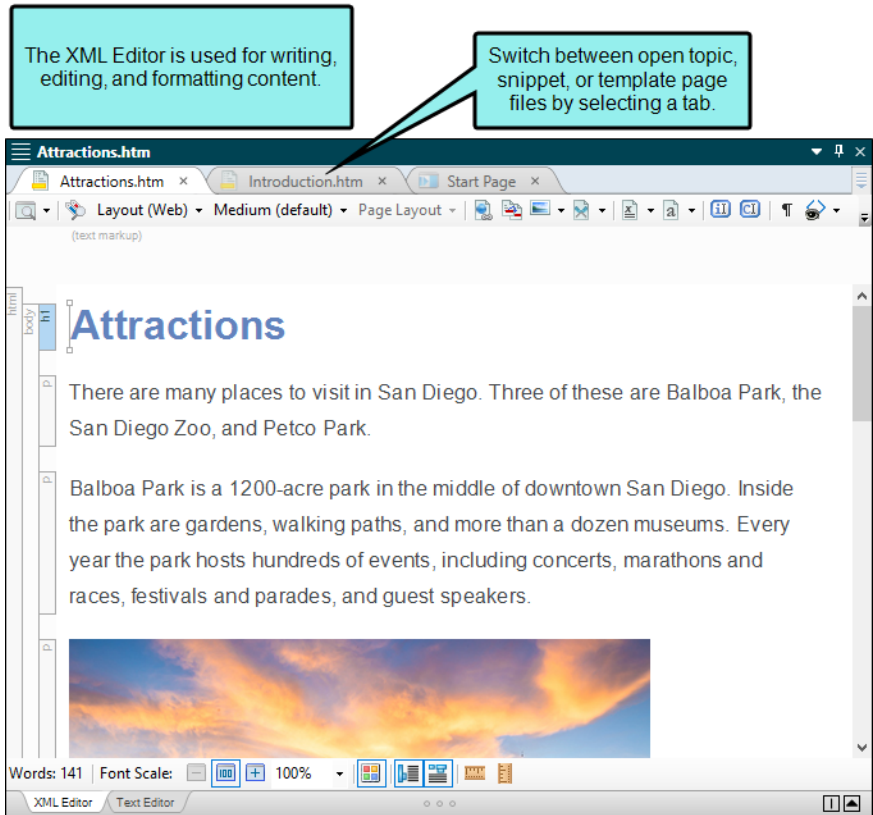 The XML Editor is used for writing,
editing, and formatting content.
Switch between open topic,
snippet, or template page
files by selecting a tab.
Attractions.htm
Attractions.htm × Introduction.htm × Start Page ×
Layout (Web) Medium (default) Page Layout x a iI CI ¶
(text markup)
html
body
h1
Attractions
p
There are many places to visit in San Diego. Three of these are Balboa Park, the
San Diego Zoo, and Petco Park.
p
Balboa Park is a 1200-acre park in the middle of downtown San Diego. Inside
the park are gardens, walking paths, and more than a dozen museums. Every
year the park hosts hundreds of events, including concerts, marathons and
races, festivals and parades, and guest speakers.
p
Words: 141 Font Scale: 100 100%
XML Editor Text Editor